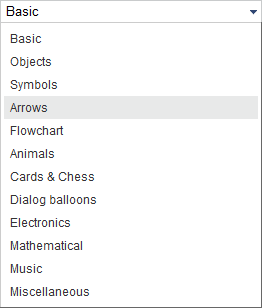 Basic
Basic
Objects
Symbols
Arrows
Flowchart
Animals
Cards & Chess
Dialog balloons
Electronics
Mathematical
Music
Miscellaneous